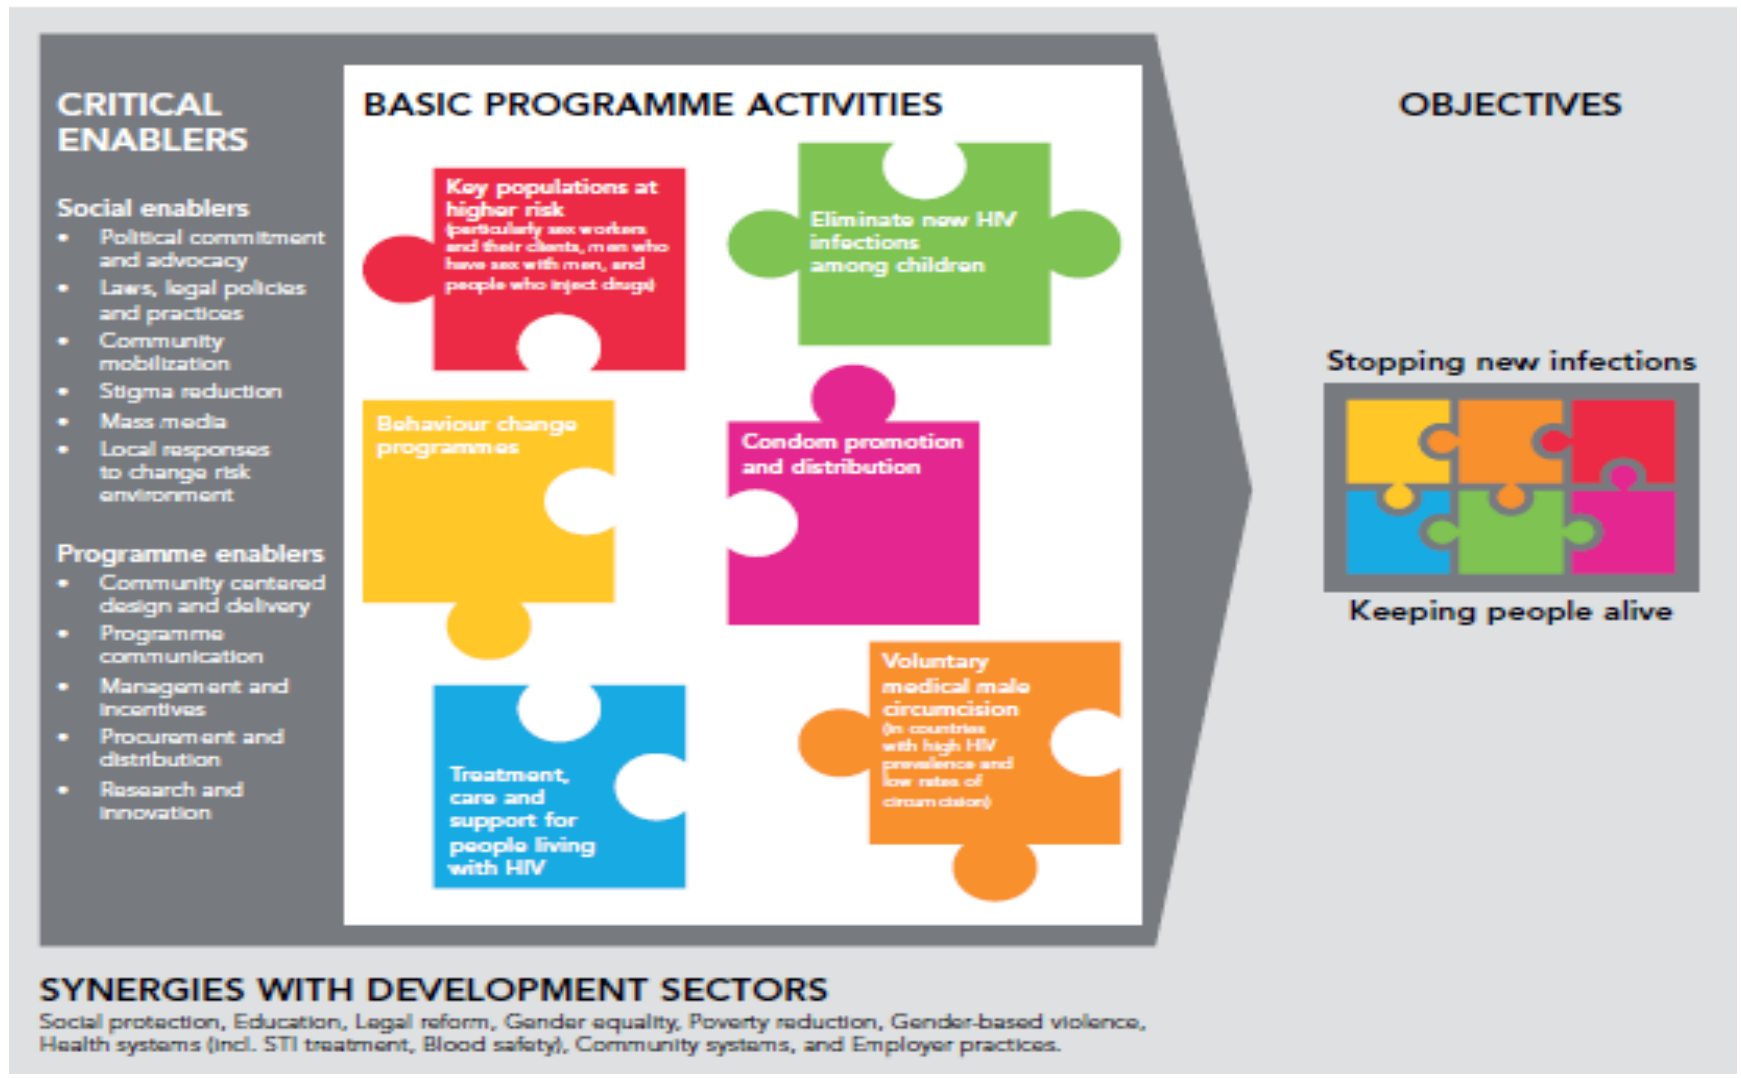 CRITICAL
ENABLERS
Social enablers
• Political commitment
and advocacy
• Laws, legal policies
and practices
• Community
mobilization
• Stigma reduction
• Mass media
• Local responses
to change risk
environment
Programme enablers
• Community centered
design and delivery
• Programme
communication
• Management and
incentives
• Procurement and
distribution
• Research and
innovation
BASIC PROGRAMME ACTIVITIES
Key populations at
higher risk
(particularly sex workers
and their clients, men who
have sex with men, and
people who inject drugs)
Eliminate new HIV
infections
among children
Behaviour change
programmes
Condom promotion
and distribution
Treatment,
care and
support for
people living
with HIV
Voluntary
medical male
circumcision
(in countries
with high HIV
prevalence and
low rates of
circumcision)
OBJECTIVES
Stopping new infections
Keeping people alive
SYNERGIES WITH DEVELOPMENT SECTORS
Social protection, Education, Legal reform, Gender equality, Poverty reduction, Gender-based violence,
Health systems (incl. STI treatment, Blood safety), Community systems, and Employer practices.